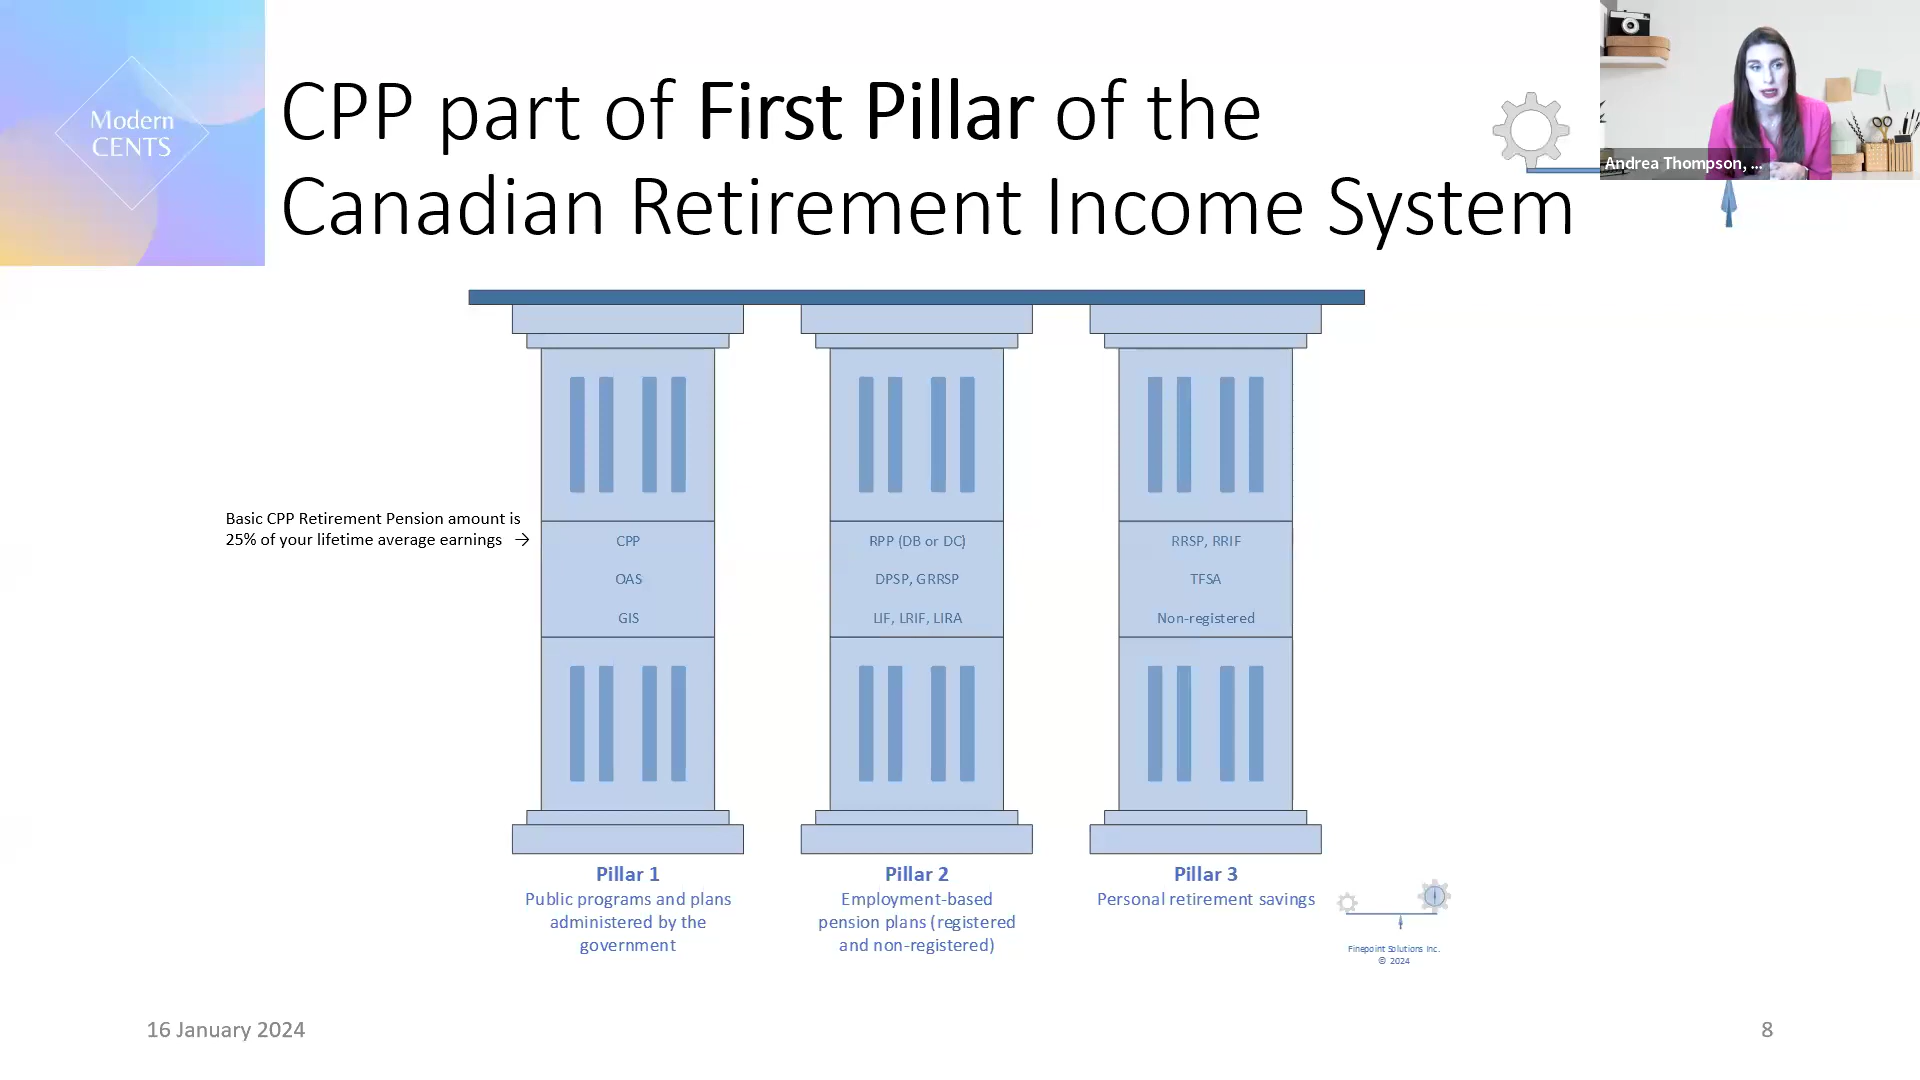 Modern
CENTS
CPP part of First Pillar of the
Canadian Retirement Income System
Andrea Thompson, ...
Basic CPP Retirement Pension amount is
25% of your lifetime average earnings →
CPP
OAS
GIS
RPP (DB or DC)
DPSP, GRRSP
LIF, LRIF, LIRA
RRSP, RRIF
TFSA
Non-registered
Pillar 1
Public programs and plans
administered by the
government
Pillar 2
Employment-based
pension plans (registered
and non-registered)
Pillar 3
Personal retirement savings
Finepoint Solutions Inc.
© 2024
16 January 2024
8